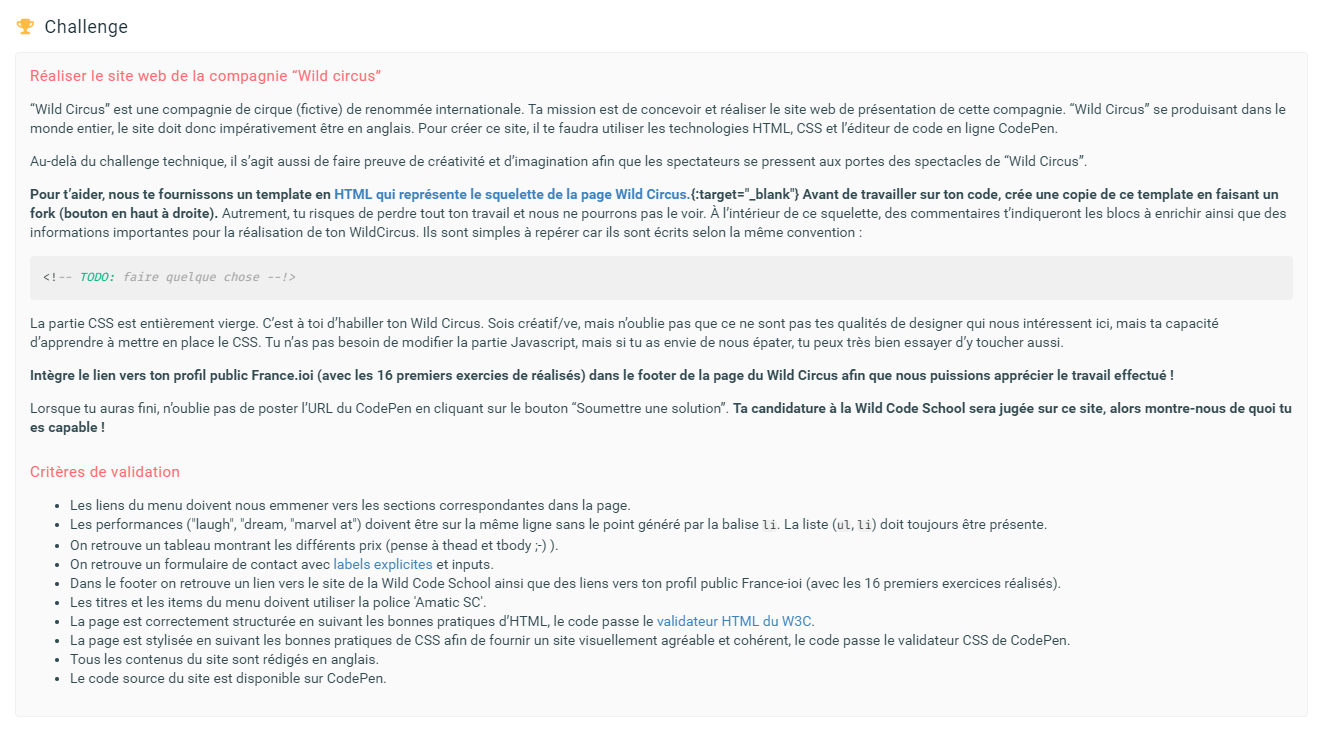 Challenge
Réaliser le site web de la compagnie “Wild circus”
“Wild Circus” est une compagnie de cirque (fictive) de renommée internationale. Ta mission est de concevoir et réaliser le site web de présentation de cette compagnie. “Wild Circus” se produisant dans le
monde entier, le site doit donc impérativement être en anglais. Pour créer ce site, il te faudra utiliser les technologies HTML, CSS et l’éditeur de code en ligne CodePen.
Au-delà du challenge technique, il s’agit aussi de faire preuve de créativité et d’imagination afin que les spectateurs se pressent aux portes des spectacles de “Wild Circus”.
Pour t’aider, nous te fournissons un template en HTML qui représente le squelette de la page Wild Circus.{:target="_blank"} Avant de travailler sur ton code, crée une copie de ce template en faisant un
fork (bouton en haut à droite). Autrement, tu risques de perdre tout ton travail et nous ne pourrons pas le voir. À l’intérieur de ce squelette, des commentaires t’indiqueront les blocs à enrichir ainsi que des
informations importantes pour la réalisation de ton WildCircus. Ils sont simples à repérer car ils sont écrits selon la même convention :
<!-- TODO: faire quelque chose --!>
La partie CSS est entièrement vierge. C’est à toi d’habiller ton Wild Circus. Sois créatif/ve, mais n’oublie pas que ce ne sont pas tes qualités de designer qui nous intéressent ici, mais ta capacité
d’apprendre à mettre en place le CSS. Tu n’as pas besoin de modifier la partie Javascript, mais si tu as envie de nous épater, tu peux très bien essayer d’y toucher aussi.
Intègre le lien vers ton profil public France.ioi (avec les 16 premiers exercies de réalisés) dans le footer de la page du Wild Circus afin que nous puissions apprécier le travail effectué !
Lorsque tu auras fini, n’oublie pas de poster l’URL du CodePen en cliquant sur le bouton “Soumettre une solution”. Ta candidature à la Wild Code School sera jugée sur ce site, alors montre-nous de quoi tu
es capable !
Critères de validation
• Les liens du menu doivent nous emmener vers les sections correspondantes dans la page.
• Les performances ("laugh", "dream, "marvel at") doivent être sur la même ligne sans le point généré par la balise li. La liste (ul, li) doit toujours être présente.
• On retrouve un tableau montrant les différents prix (pense à thead et tbody ;-) ).
• On retrouve un formulaire de contact avec labels explicites et inputs.
• Dans le footer on retrouve un lien vers le site de la Wild Code School ainsi que des liens vers ton profil public France-ioi (avec les 16 premiers exercices réalisés).
• Les titres et les items du menu doivent utiliser la police 'Amatic SC'.
• La page est correctement structurée en suivant les bonnes pratiques d’HTML, le code passe le validateur HTML du W3C.
• La page est stylisée en suivant les bonnes pratiques de CSS afin de fournir un site visuellement agréable et cohérent, le code passe le validateur CSS de CodePen.
• Tous les contenus du site sont rédigés en anglais.
• Le code source du site est disponible sur CodePen.